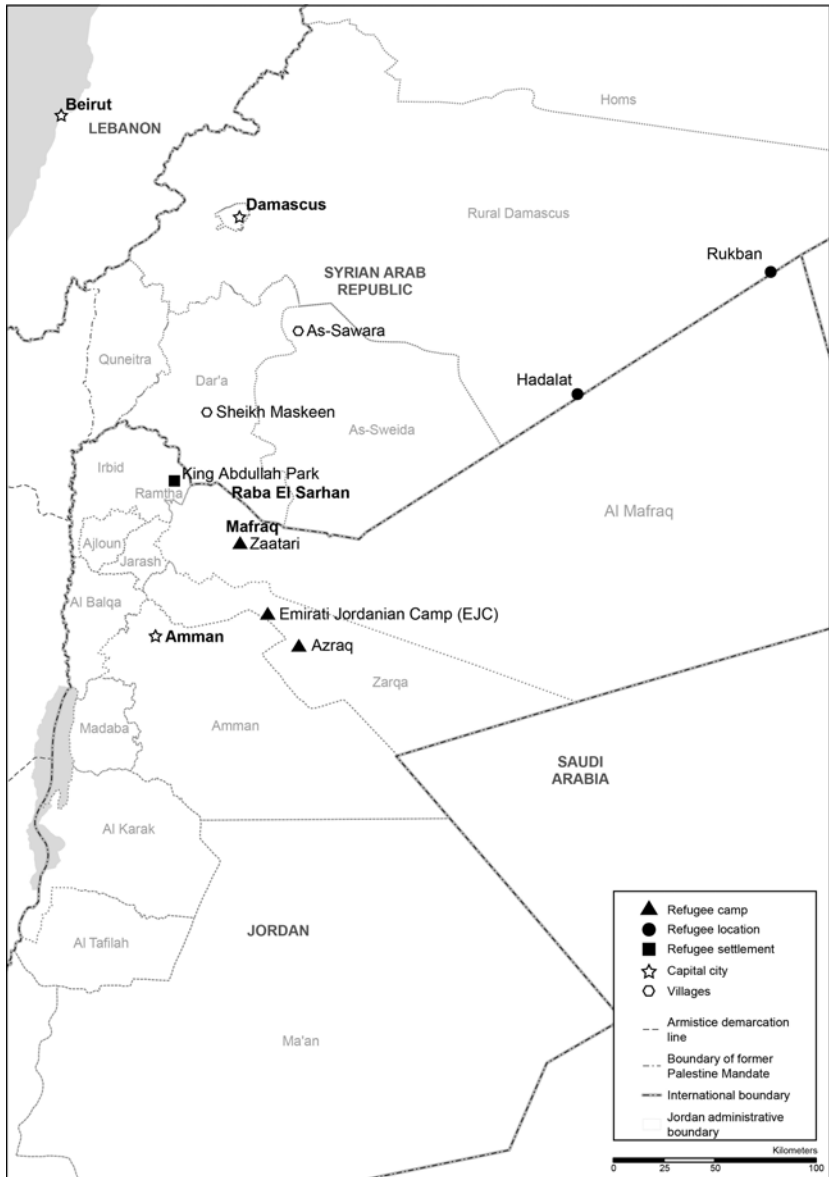 Beirut
LEBANON
Homs
Damascus
Rural Damascus
Rukban
SYRIAN ARAB
REPUBLIC
As-Sawara
Quneitra
Dar'a
Hadalat
Sheikh Maskeen
As-Sweida
Irbid
King Abdullah Park
Ramtha
Raba El Sarhan
Al Mafraq
Mafraq
Zaatari
Ajloun
Jarash
Al Balqa
Emirati Jordanian Camp (EJC)
Amman
Azraq
Zarqa
Madaba
Amman
SAUDI
ARABIA
Al Karak
JORDAN
Al Tafilah
Ma'an
Refugee camp
Refugee location
Refugee settlement
Capital city
Villages
Armistice demarcation
line
Boundary of former
Palestine Mandate
International boundary
Jordan administrative
boundary
Kilometers
0 25 50 100